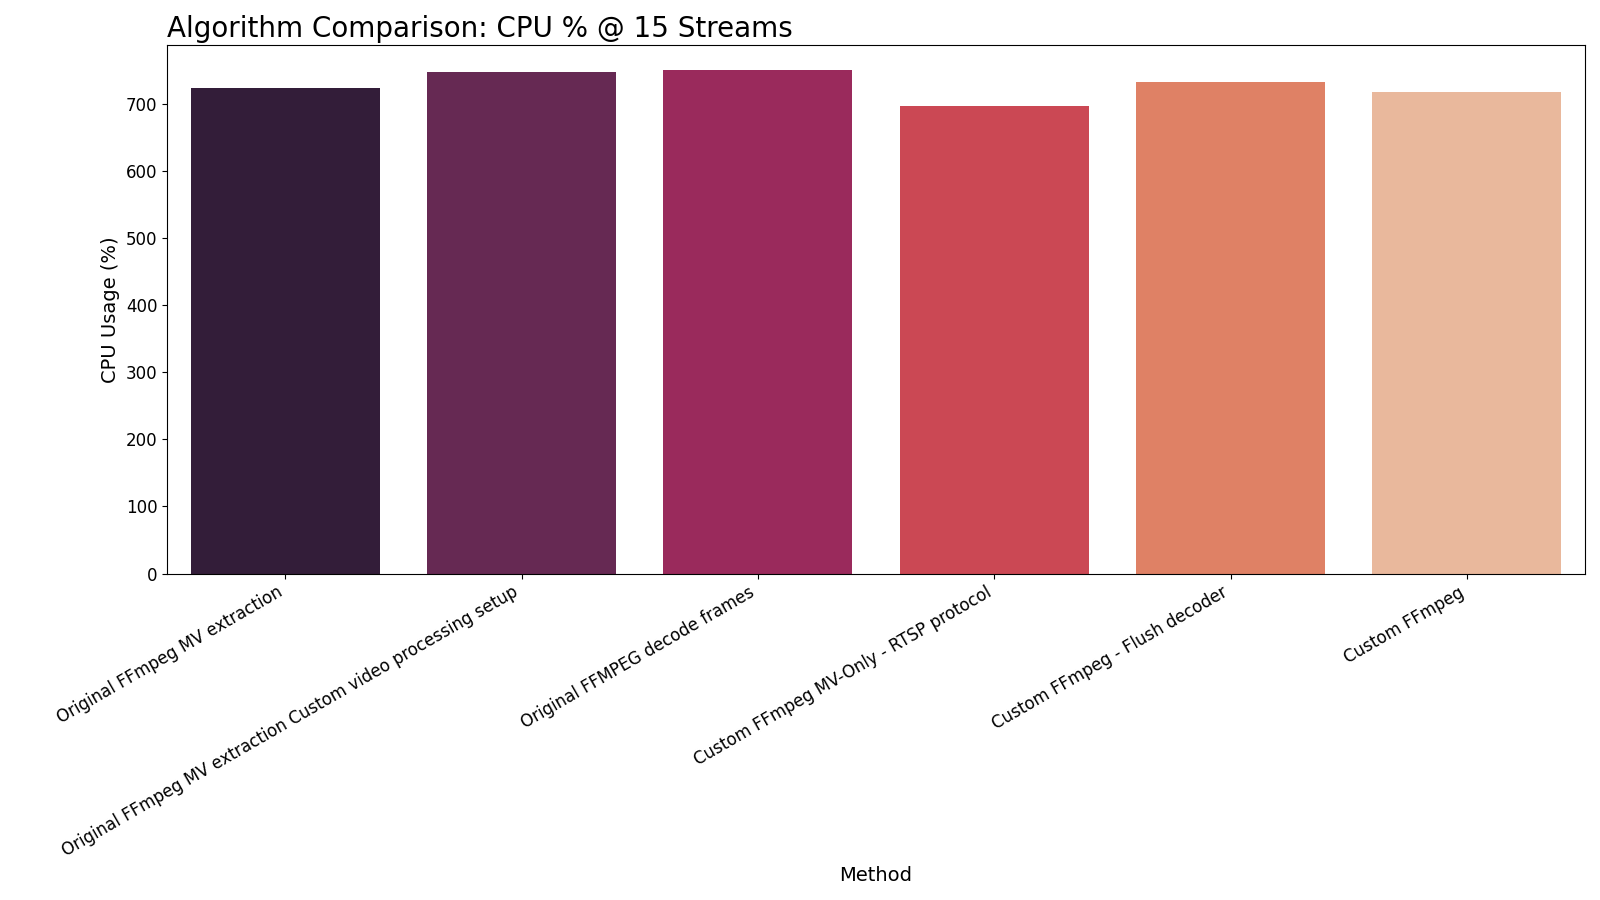 Algorithm Comparison: CPU % @ 15 Streams
CPU Usage (%)
700
600
500
400
300
200
100
0
Original FFmpeg MV extraction
Original FFmpeg MV extraction Custom video processing setup
Original FFMPEG decode frames
Custom FFmpeg MV-Only - RTSP protocol
Custom FFmpeg - Flush decoder
Custom FFmpeg
Method